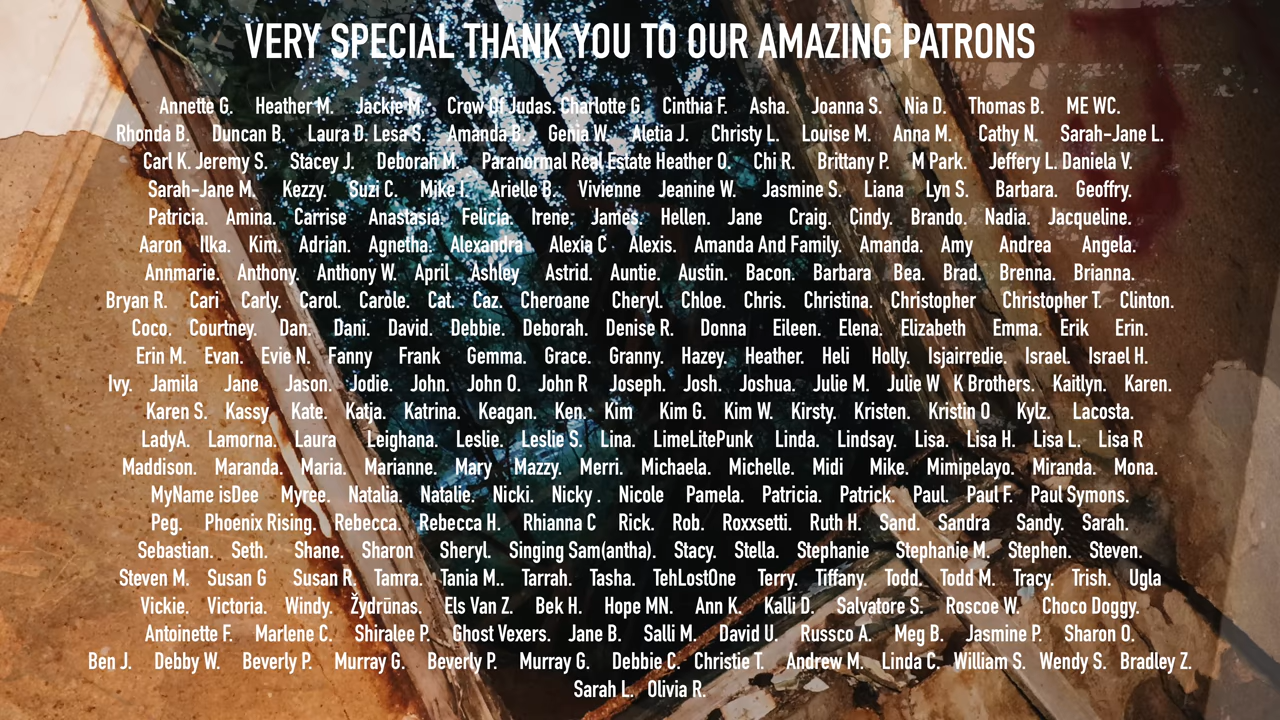 VERY SPECIAL THANK YOU TO OUR AMAZING PATRONS
Annette G. Heather M. Jackie M. Crow Of Judas. Charlotte G. Cinthia F. Asha. Joanna S. Nia D. Thomas B. ME WC.
Rhonda B. Duncan B. Laura D. Lesa S. Amanda B. Genia W. Aletia J. Christy L. Louise M. Anna M. Cathy N. Sarah-Jane L.
Carl K. Jeremy S. Stacey J. Deborah M. Paranormal Real Estate Heather O. Chi R. Brittany P. M Park. Jeffery L. Daniela V.
Sarah-Jane M. Kezzy. Suzi C. Mike I. Arielle B. Vivienne Jeanine W. Jasmine S. Liana Lyn S. Barbara. Geoffry.
Patricia. Amina. Carrise Anastasia. Felicia. Irene. James. Hellen. Jane Craig. Cindy. Brando. Nadia. Jacqueline.
Aaron Ilka. Kim. Adrian. Agnetha. Alexandra Alexia C Alexis. Amanda And Family. Amanda. Amy Andrea Angela.
Annmarie. Anthony. Anthony W. April Ashley Astrid. Auntie. Austin. Bacon. Barbara Bea. Brad. Brenna. Brianna.
Bryan R. Cari Carly. Carol. Carole. Cat. Caz. Cheroane Cheryl. Chloe. Chris. Christina. Christopher Christopher T. Clinton.
Coco. Courtney. Dan. Dani. David. Debbie. Deborah. Denise R. Donna Eileen. Elena. Elizabeth Emma. Erik Erin.
Erin M. Evan. Evie N. Fanny Frank Gemma. Grace. Granny. Hazey. Heather. Heli Holly. Isjairredie. Israel. Israel H.
Ivy. Jamila Jane Jason. Jodie. John. John O. John R Joseph. Josh. Joshua. Julie M. Julie W K Brothers. Kaitlyn. Karen.
Karen S. Kassy Kate. Katja. Katrina. Keagan. Ken. Kim Kim G. Kim W. Kirsty. Kristen. Kristin O Kylz. Lacosta.
LadyA. Lamorna. Laura Leighana. Leslie. Leslie S. Lina. LimeLitePunk Linda. Lindsay. Lisa. Lisa H. Lisa L. Lisa R
Maddison. Maranda. Maria. Marianne. Mary Mazzy. Merri. Michaela. Michelle. Midi Mike. Mimipelayo. Miranda. Mona.
MyName isDee Myree. Natalia. Natalie. Nicki. Nicky . Nicole Pamela. Patricia. Patrick. Paul. Paul F. Paul Symons.
Peg. Phoenix Rising. Rebecca. Rebecca H. Rhianna C Rick. Rob. Roxxsetti. Ruth H. Sand. Sandra Sandy. Sarah.
Sebastian. Seth. Shane. Sharon Sheryl. Singing Sam(antha). Stacy. Stella. Stephanie Stephanie M. Stephen. Steven.
Steven M. Susan G Susan R. Tamra. Tania M.. Tarrah. Tasha. TehLostOne Terry. Tiffany. Todd. Todd M. Tracy. Trish. Ugla
Vickie. Victoria. Windy. Žydrūnas. Els Van Z. Bek H. Hope MN. Ann K. Kalli D. Salvatore S. Roscoe W. Choco Doggy.
Antoinette F. Marlene C. Shiralee P. Ghost Vexers. Jane B. Salli M. David U. Russco A. Meg B. Jasmine P. Sharon O.
Ben J. Debby W. Beverly P. Murray G. Beverly P. Murray G. Debbie C. Christie T. Andrew M. Linda C. William S. Wendy S. Bradley Z.
Sarah L. Olivia R.